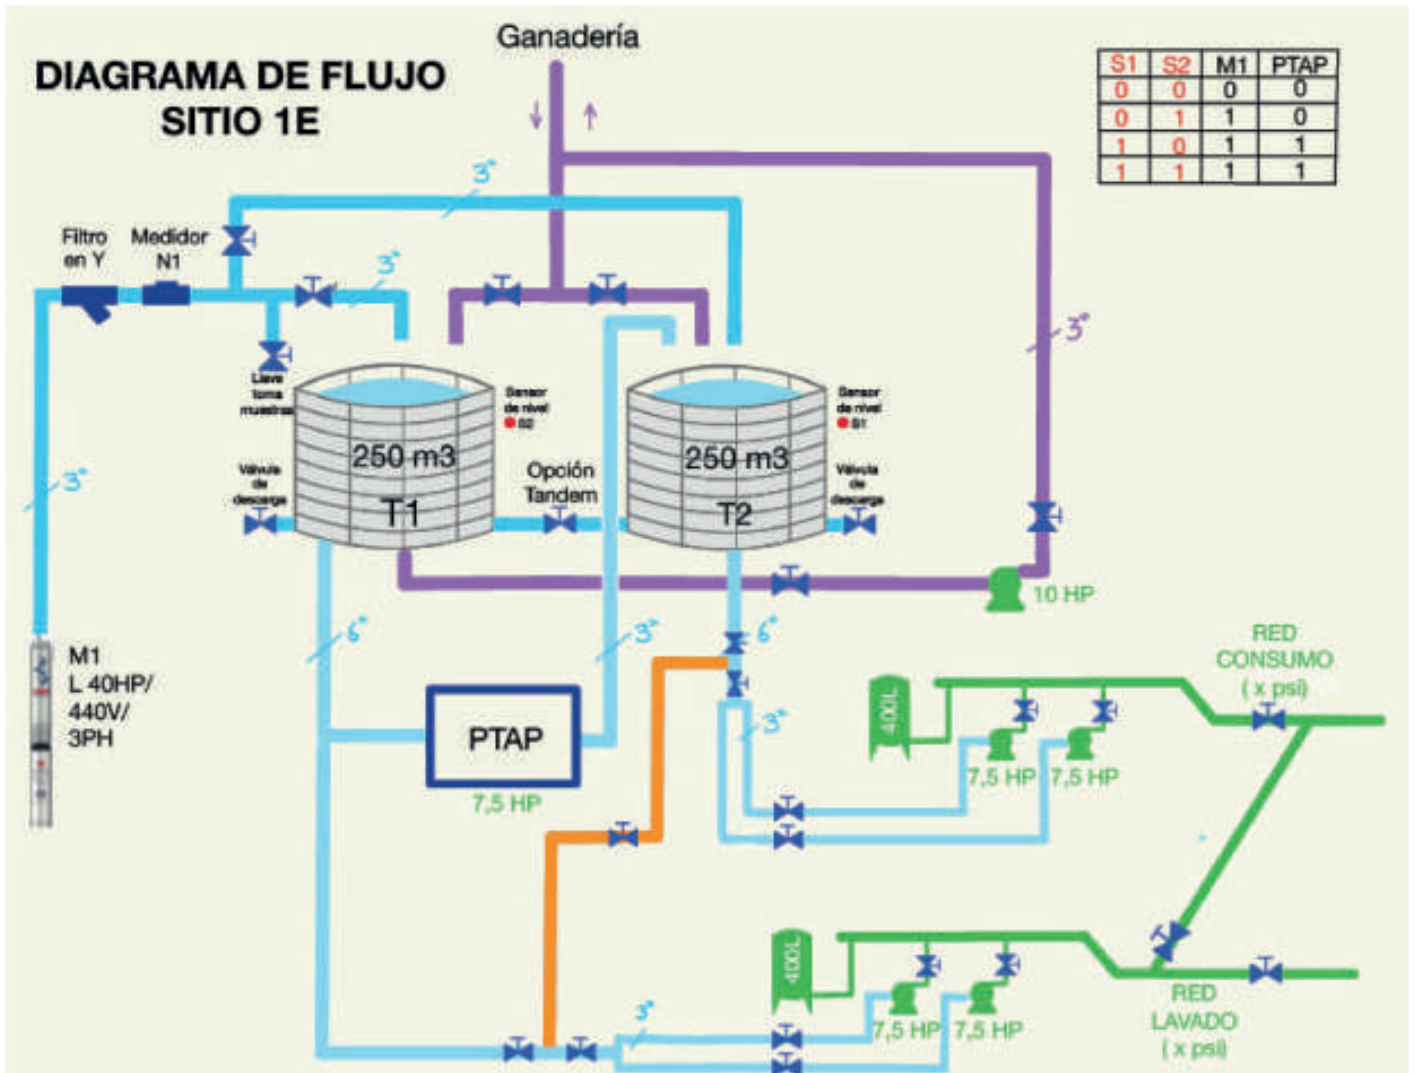 Ganadería
DIAGRAMA DE FLUJO
SITIO 1E
S1 S2 M1 PTAP
0 0 0 0
0 1 1 0
1 0 1 1
1 1 1 1
3"
Filtro
en Y
Medidor
N1
3"
3"
Llave
toma
muestras
Sensor
de nivel
S2
Sensor
de nivel
S1
250 m3
T1
250 m3
T2
Opción
Tandem
Válvula
de
descarga
Válvula
de
descarga
3"
10 HP
6"
3"
6"
M1
L 40HP/
440V/
3PH
RED
CONSUMO
( x psi)
400L
3"
PTAP
7,5 HP
7,5 HP
7,5 HP
400L
3"
7,5 HP
7,5 HP
RED
LAVADO
( x psi)